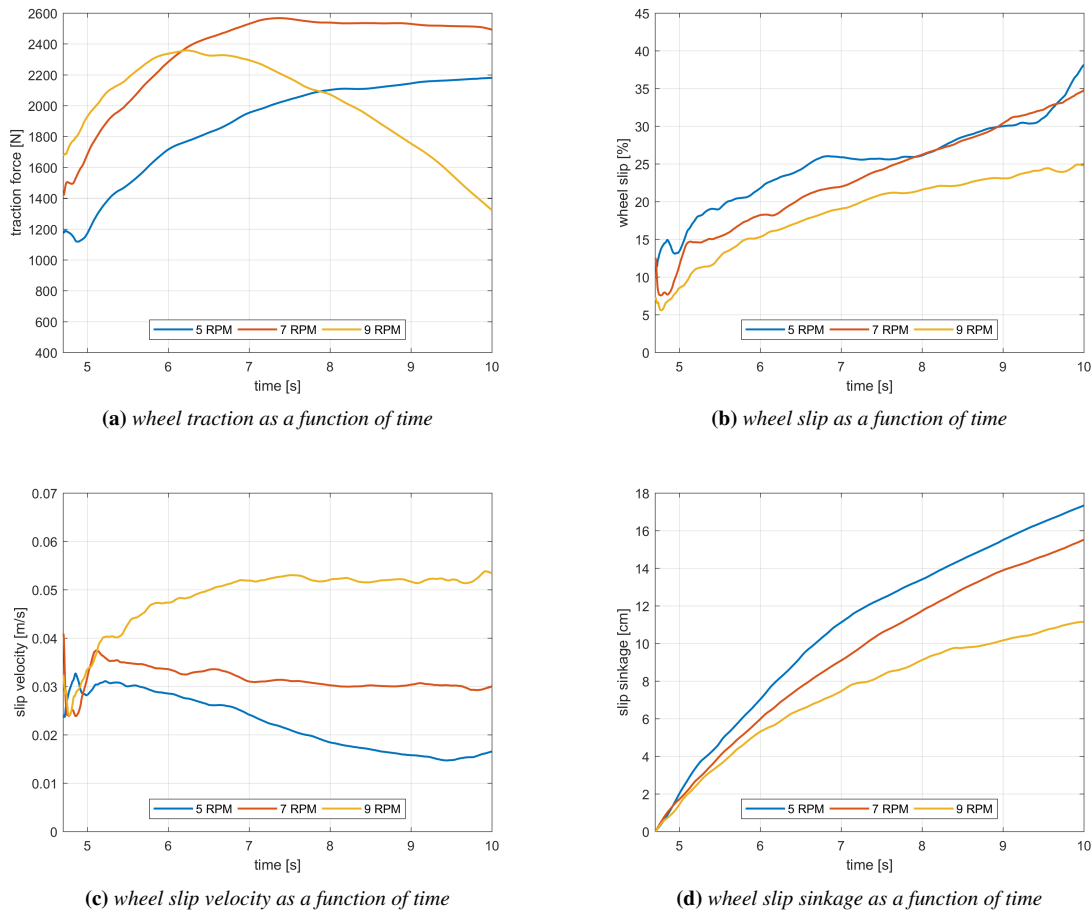 2600
2400
2200
2000
1800
1600
1400
1200
1000
800
600
400
traction force [N]
5 RPM 7 RPM 9 RPM
5 6 7 8 9 10
time [s]
(a) wheel traction as a function of time
45
40
35
30
25
20
15
10
5
0
wheel slip [%]
5 RPM 7 RPM 9 RPM
5 6 7 8 9 10
time [s]
(b) wheel slip as a function of time
0.07
0.06
0.05
0.04
0.03
0.02
0.01
0
slip velocity [m/s]
5 RPM 7 RPM 9 RPM
5 6 7 8 9 10
time [s]
(c) wheel slip velocity as a function of time
18
16
14
12
10
8
6
4
2
0
slip sinkage [cm]
5 RPM 7 RPM 9 RPM
5 6 7 8 9 10
time [s]
(d) wheel slip sinkage as a function of time